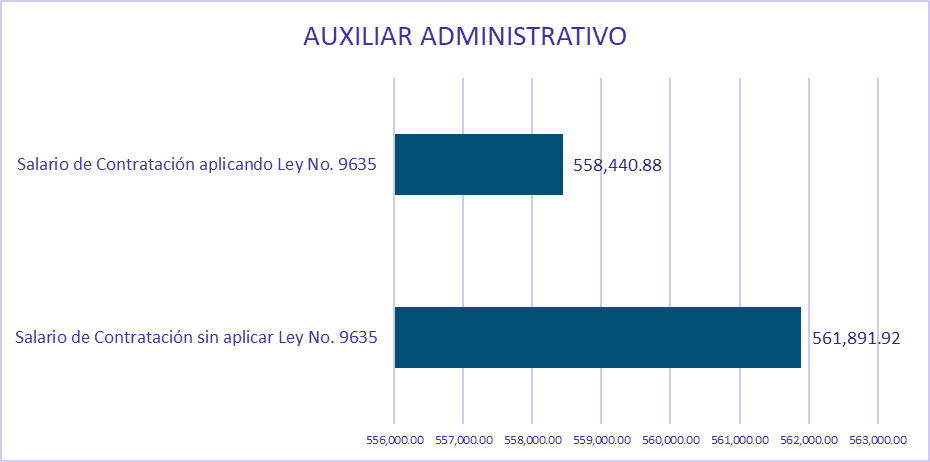 AUXILIAR ADMINISTRATIVO
Salario de Contratación aplicando Ley No. 9635
558,440.88
Salario de Contratación sin aplicar Ley No. 9635
561,891.92
556,000.00 557,000.00 558,000.00 559,000.00 560,000.00 561,000.00 562,000.00 563,000.00